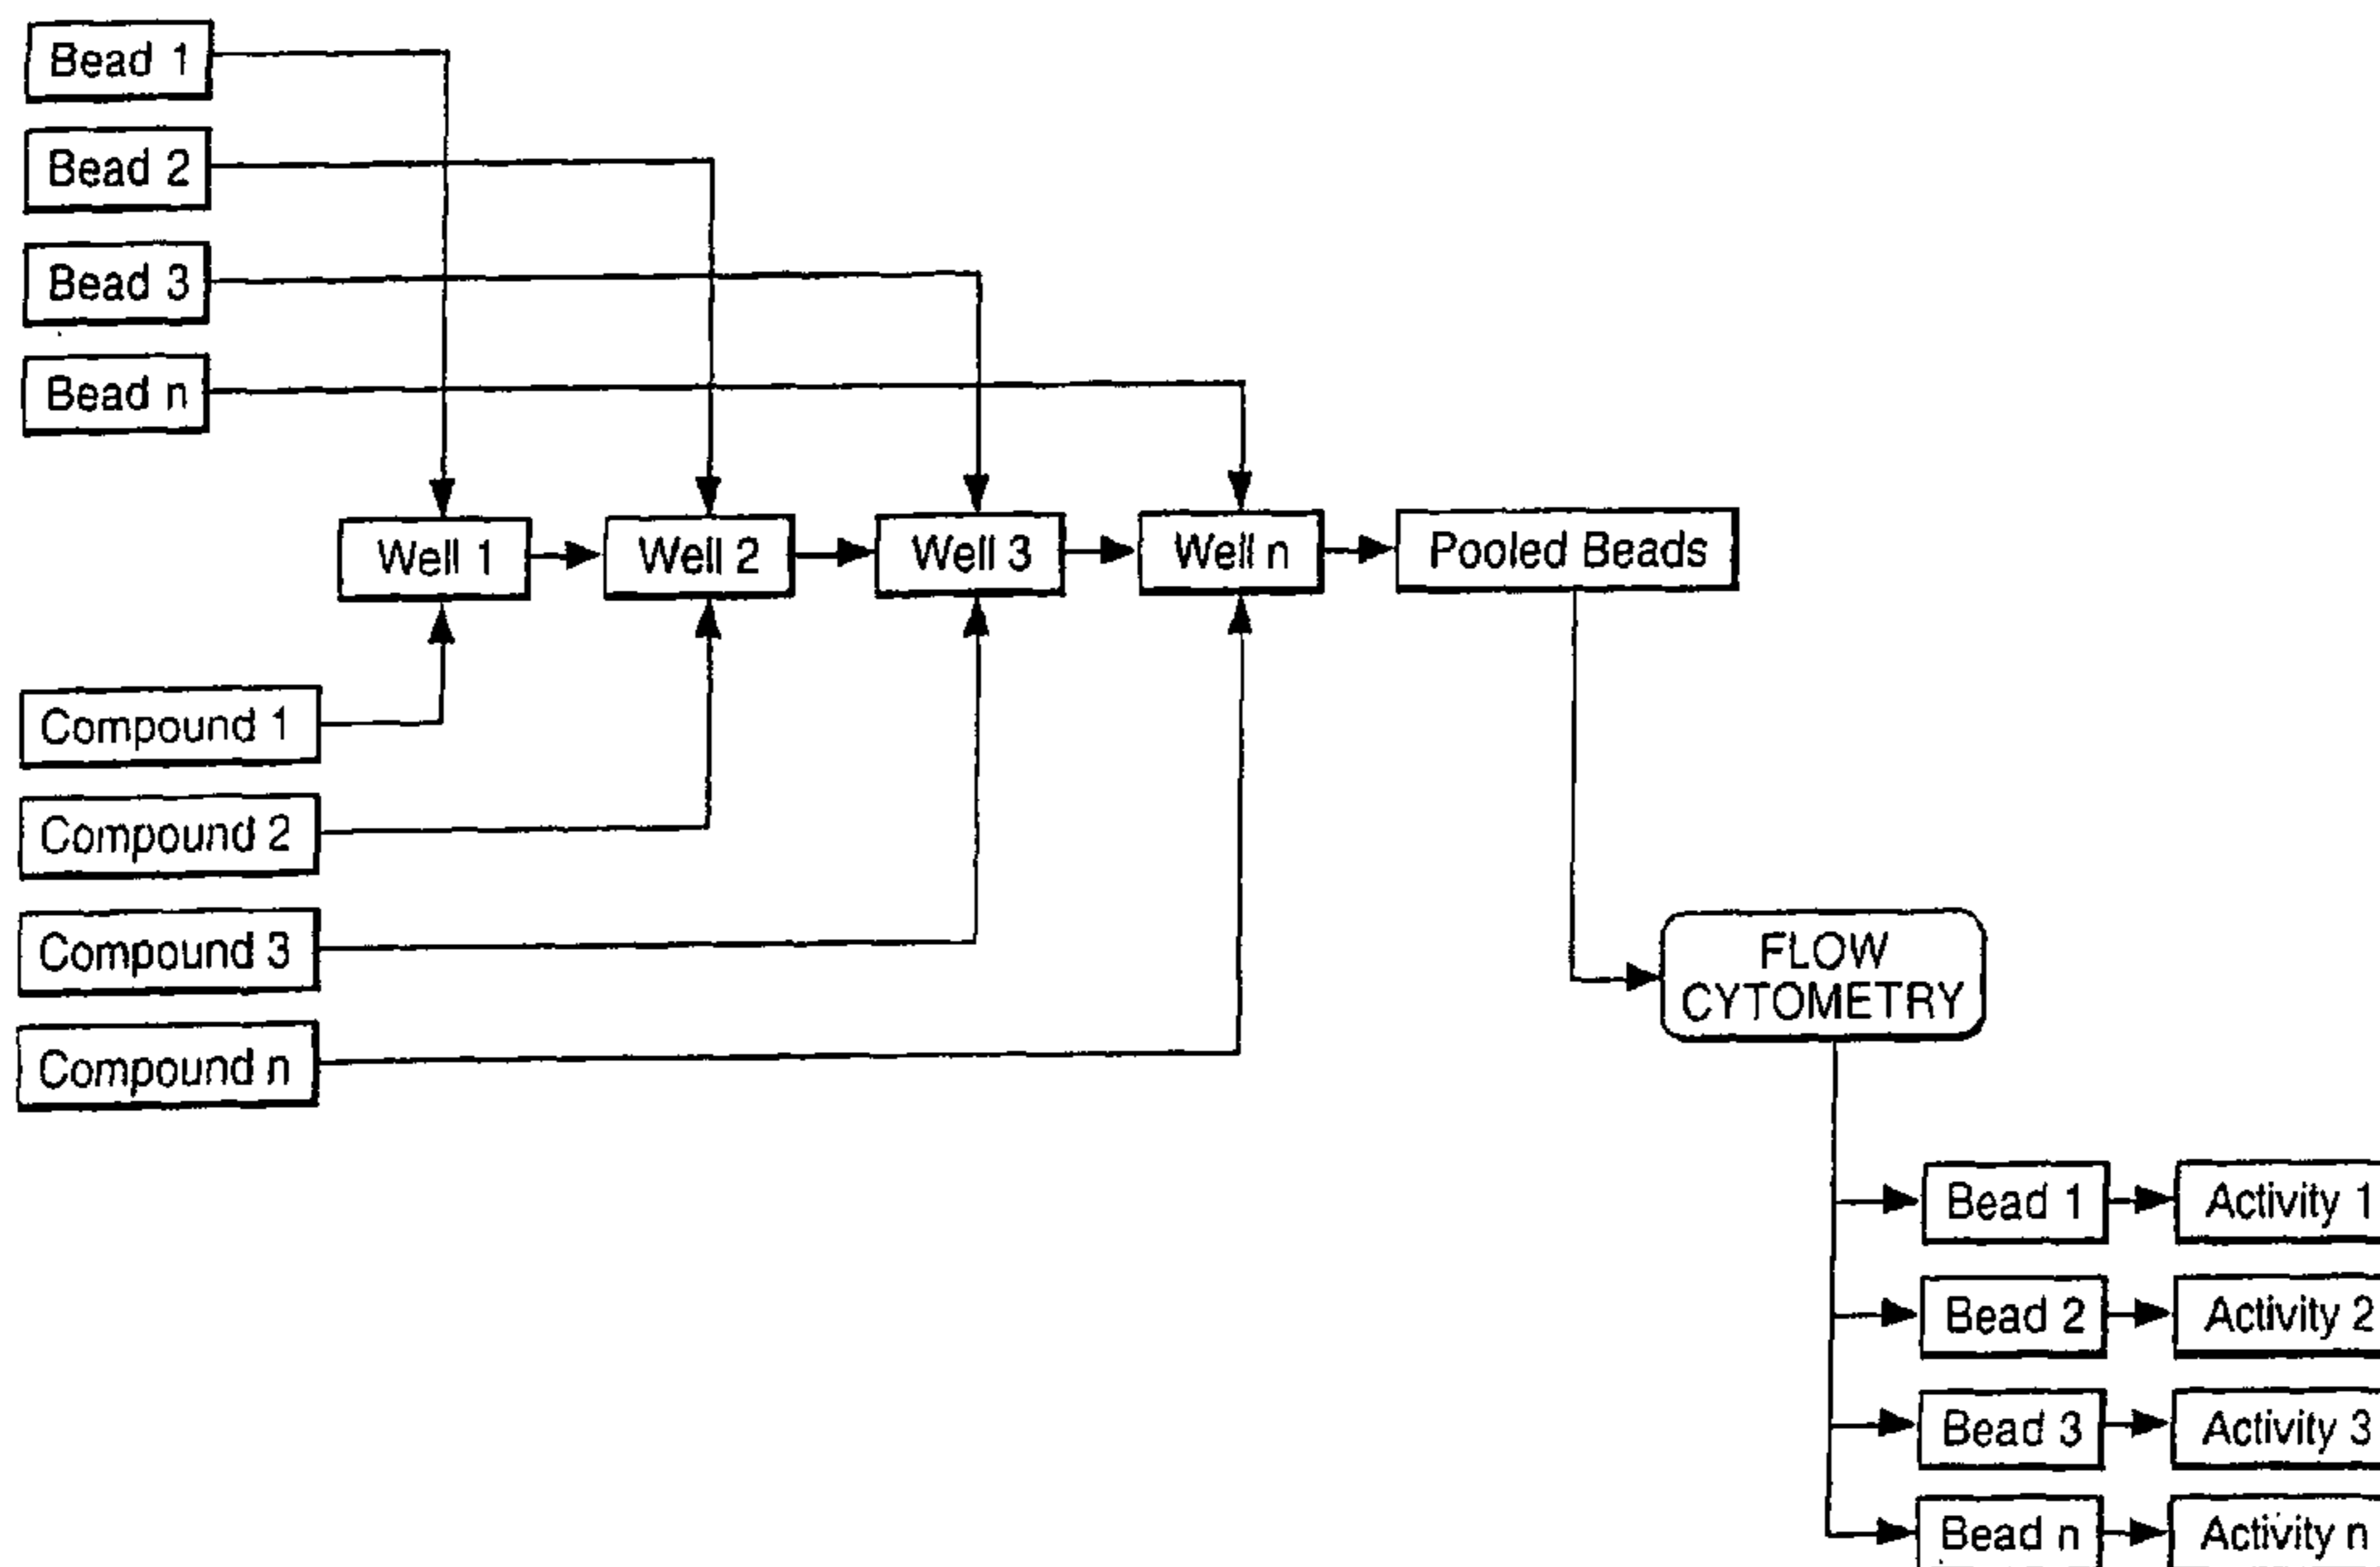 Bead 1
Bead 2
Bead 3
Bead n
Well 1
Well 2
Well 3
Well n
Pooled Beads
Compound 1
Compound 2
Compound 3
Compound n
FLOW
CYTOMETRY
Bead 1
Activity 1
Bead 2
Activity 2
Bead 3
Activity 3
Bead n
Activity n